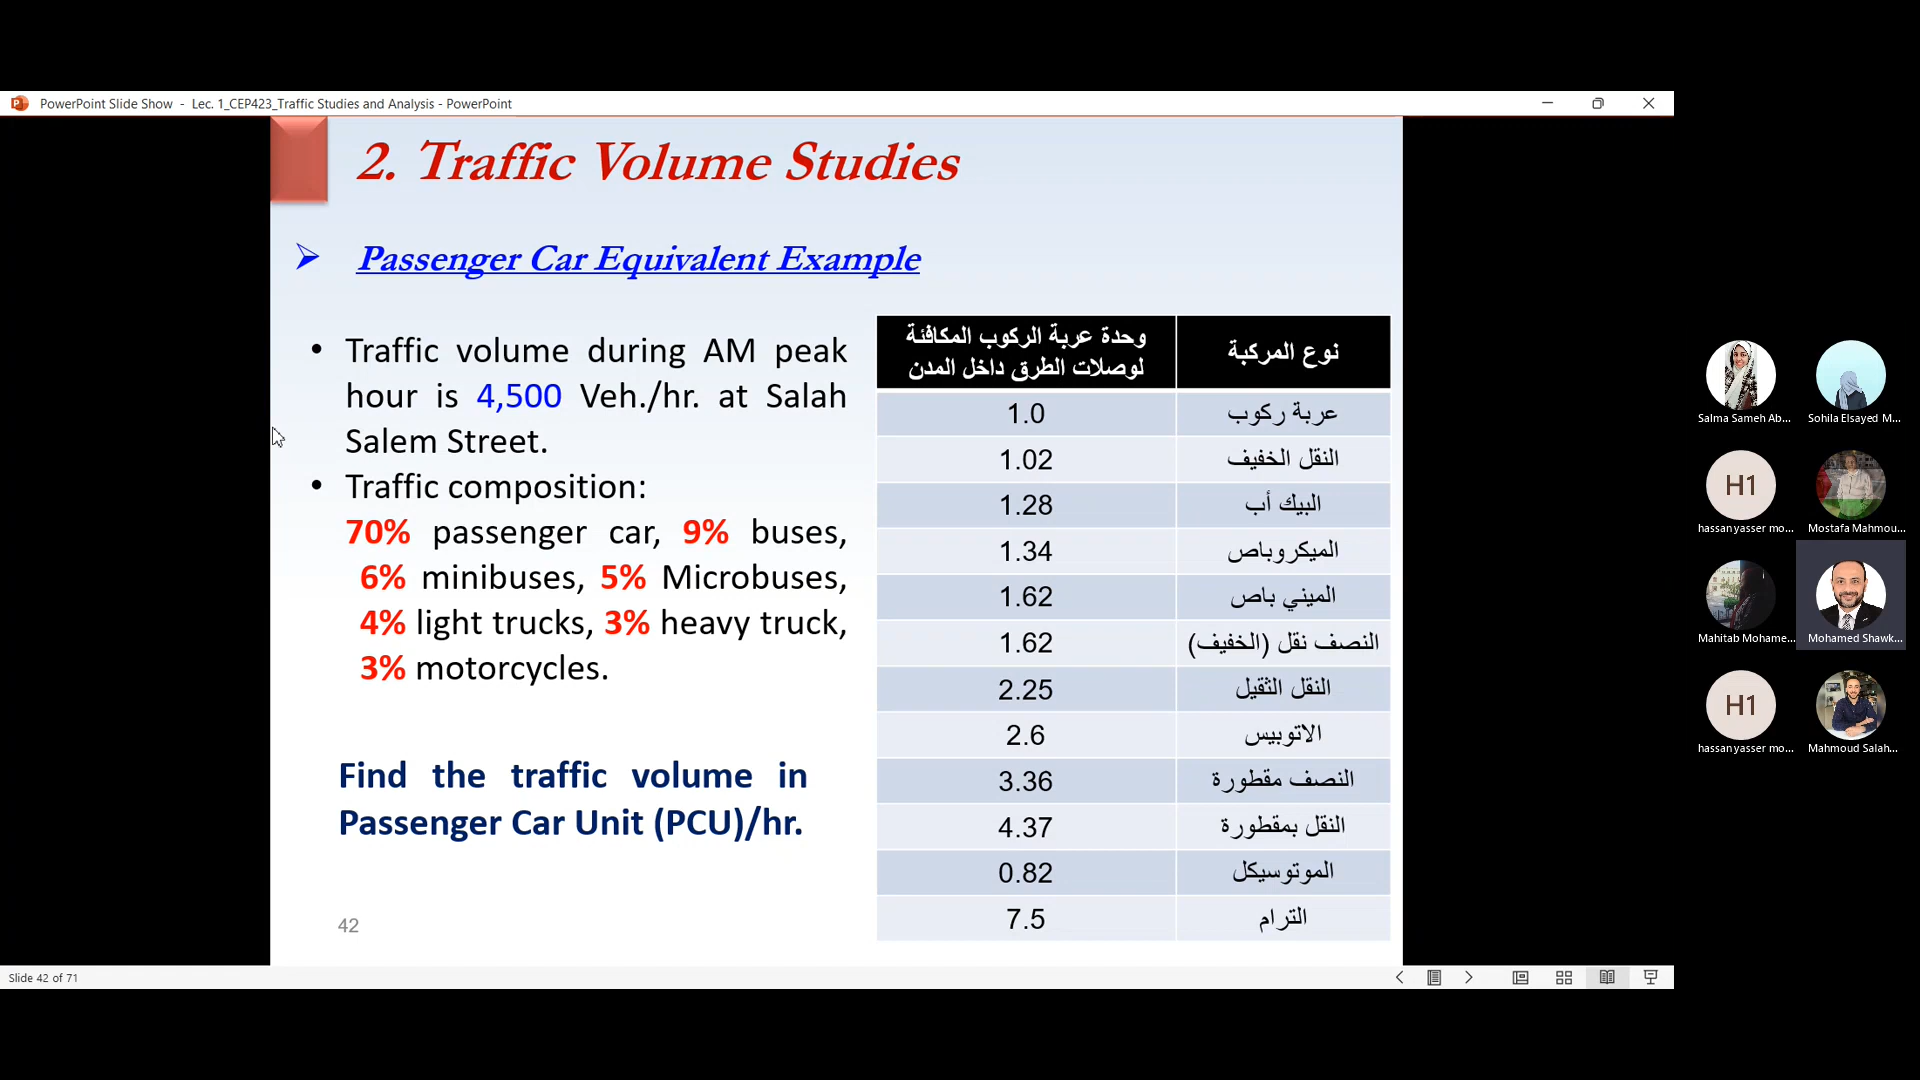 PowerPoint Slide Show - Lec. 1_CEP423_Traffic Studies and Analysis - PowerPoint
2. Traffic Volume Studies
Passenger Car Equivalent Example
• Traffic volume during AM peak
hour is 4,500 Veh./hr. at Salah
Salem Street.
• Traffic composition:
70% passenger car, 9% buses,
6% minibuses, 5% Microbuses,
4% light trucks, 3% heavy truck,
3% motorcycles.
Find the traffic volume in
Passenger Car Unit (PCU)/hr.
42
نوع المركبة
وحدة عربة الركوب المكافئة
لوصلات الطرق داخل المدن
عربة ركوب 1.0
النقل الخفيف 1.02
البيك أب 1.28
الميكروباص 1.34
الميني باص 1.62
النصف نقل (الخفيف) 1.62
النقل الثقيل 2.25
الاتوبيس 2.6
النصف مقطورة 3.36
النقل بمقطورة 4.37
الموتوسيكل 0.82
الترام 7.5
Slide 42 of 71
Salma Sameh Ab...
Sohila Elsayed M...
H1
hassan yasser mo...
Mostafa Mahmou...
Mahitab Mohame...
Mohamed Shawk...
H1
hassan yasser mo...
Mahmoud Salah...